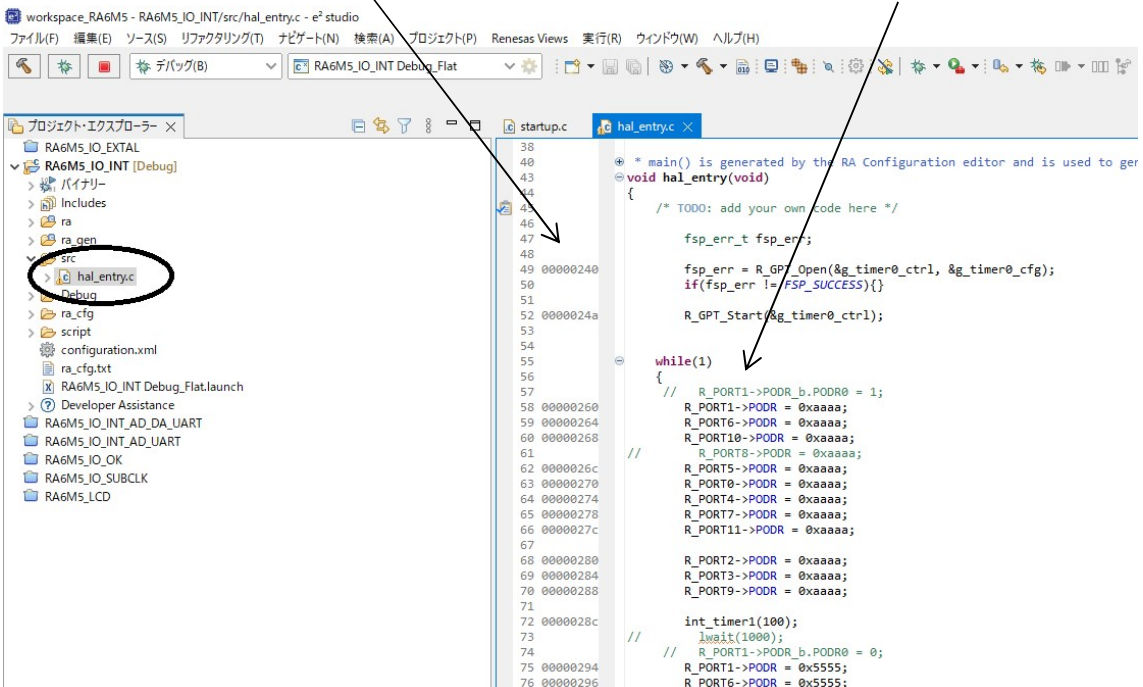 workspace_RA6M5 - RA6M5_IO_INT/src/hal_entry.c - e² studio
ファイル(F) 編集(E) ソース(S) リファクタリング(T) ナビゲート(N) 検索(A) プロジェクト(P) Renesas Views 実行(R) ウィンドウ(W) ヘルプ(H)
デバッグ(B) RA6M5_IO_INT Debug_Flat
プロジェクト・エクスプローラー
RA6M5_IO_EXTAL
RA6M5_IO_INT [Debug]
バイナリー
Includes
ra
ra_gen
src
hal_entry.c
Debug
ra_cfg
script
configuration.xml
ra_cfg.txt
RA6M5_IO_INT Debug_Flat.launch
Developer Assistance
RA6M5_IO_INT_AD_DA_UART
RA6M5_IO_INT_AD_UART
RA6M5_IO_OK
RA6M5_IO_SUBCLK
RA6M5_LCD
startup.c hal_entry.c
38
40 * main() is generated by the RA Configuration editor and is used to ger
43 void hal_entry(void)
44 {
45 /* TODO: add your own code here */
46
47 fsp_err_t fsp_err;
48
49 00000240 fsp_err = R_GPT_Open(&g_timer0_ctrl, &g_timer0_cfg);
50 if(fsp_err != FSP_SUCCESS){}
51
52 0000024a R_GPT_Start(&g_timer0_ctrl);
53
54
55 while(1)
56 {
57 // R_PORT1->PODR_b.PODR0 = 1;
58 00000260 R_PORT1->PODR = 0xaaaa;
59 00000264 R_PORT6->PODR = 0xaaaa;
60 00000268 R_PORT10->PODR = 0xaaaa;
61 // R_PORT8->PODR = 0xaaaa;
62 0000026c R_PORT5->PODR = 0xaaaa;
63 00000270 R_PORT0->PODR = 0xaaaa;
64 00000274 R_PORT4->PODR = 0xaaaa;
65 00000278 R_PORT7->PODR = 0xaaaa;
66 0000027c R_PORT11->PODR = 0xaaaa;
67
68 00000280 R_PORT2->PODR = 0xaaaa;
69 00000284 R_PORT3->PODR = 0xaaaa;
70 00000288 R_PORT9->PODR = 0xaaaa;
71
72 0000028c int_timer1(100);
73 // lwait(1000);
74 // R_PORT1->PODR_b.PODR0 = 0;
75 00000294 R_PORT1->PODR = 0x5555;
76 00000296 R_PORT6->PODR = 0x5555;